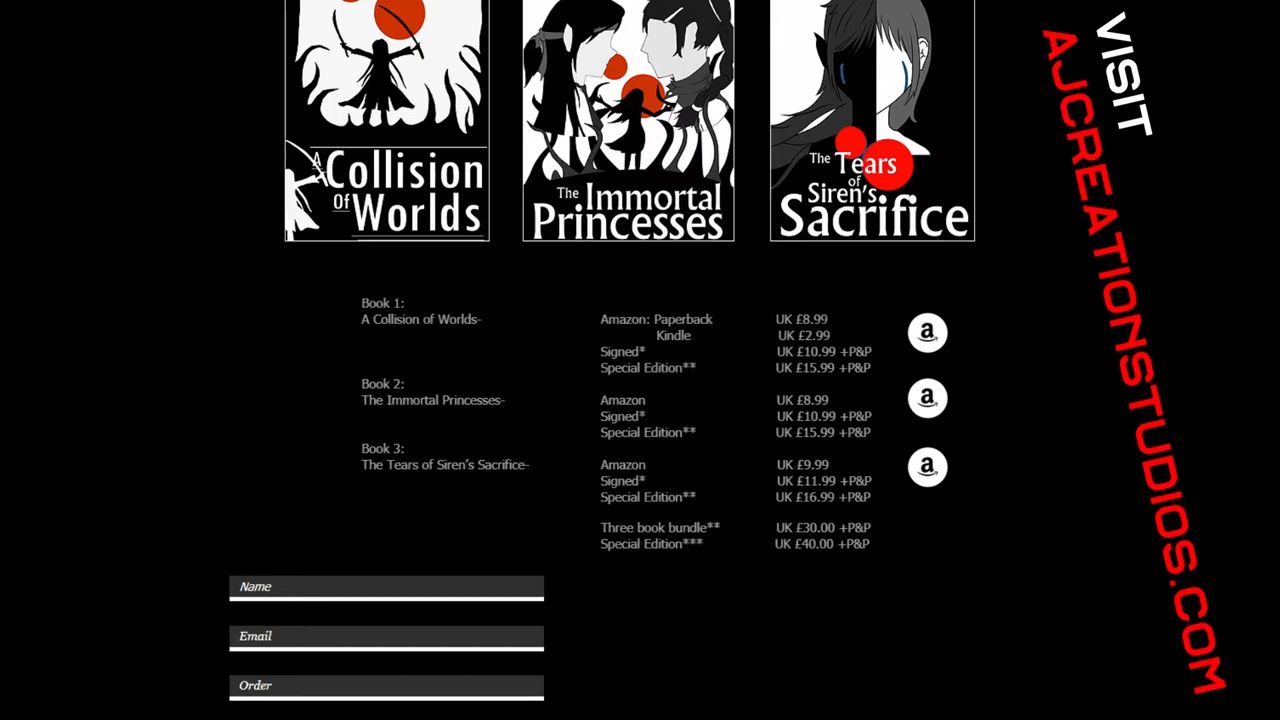 A
Collision
Of Worlds
The Immortal
Princesses
The Tears
of
Siren's
Sacrifice
VISIT
AJCREATIONSTUDIOS.COM
Book 1:
A Collision of Worlds- Amazon: Paperback UK £8.99
Kindle UK £2.99
Signed* UK £10.99 +P&P
Special Edition** UK £15.99 +P&P
Book 2:
The Immortal Princesses- Amazon UK £8.99
Signed* UK £10.99 +P&P
Special Edition** UK £15.99 +P&P
Book 3:
The Tears of Siren’s Sacrifice- Amazon UK £9.99
Signed* UK £11.99 +P&P
Special Edition** UK £16.99 +P&P
Three book bundle** UK £30.00 +P&P
Special Edition*** UK £40.00 +P&P
a
a
a
Name
Email
Order